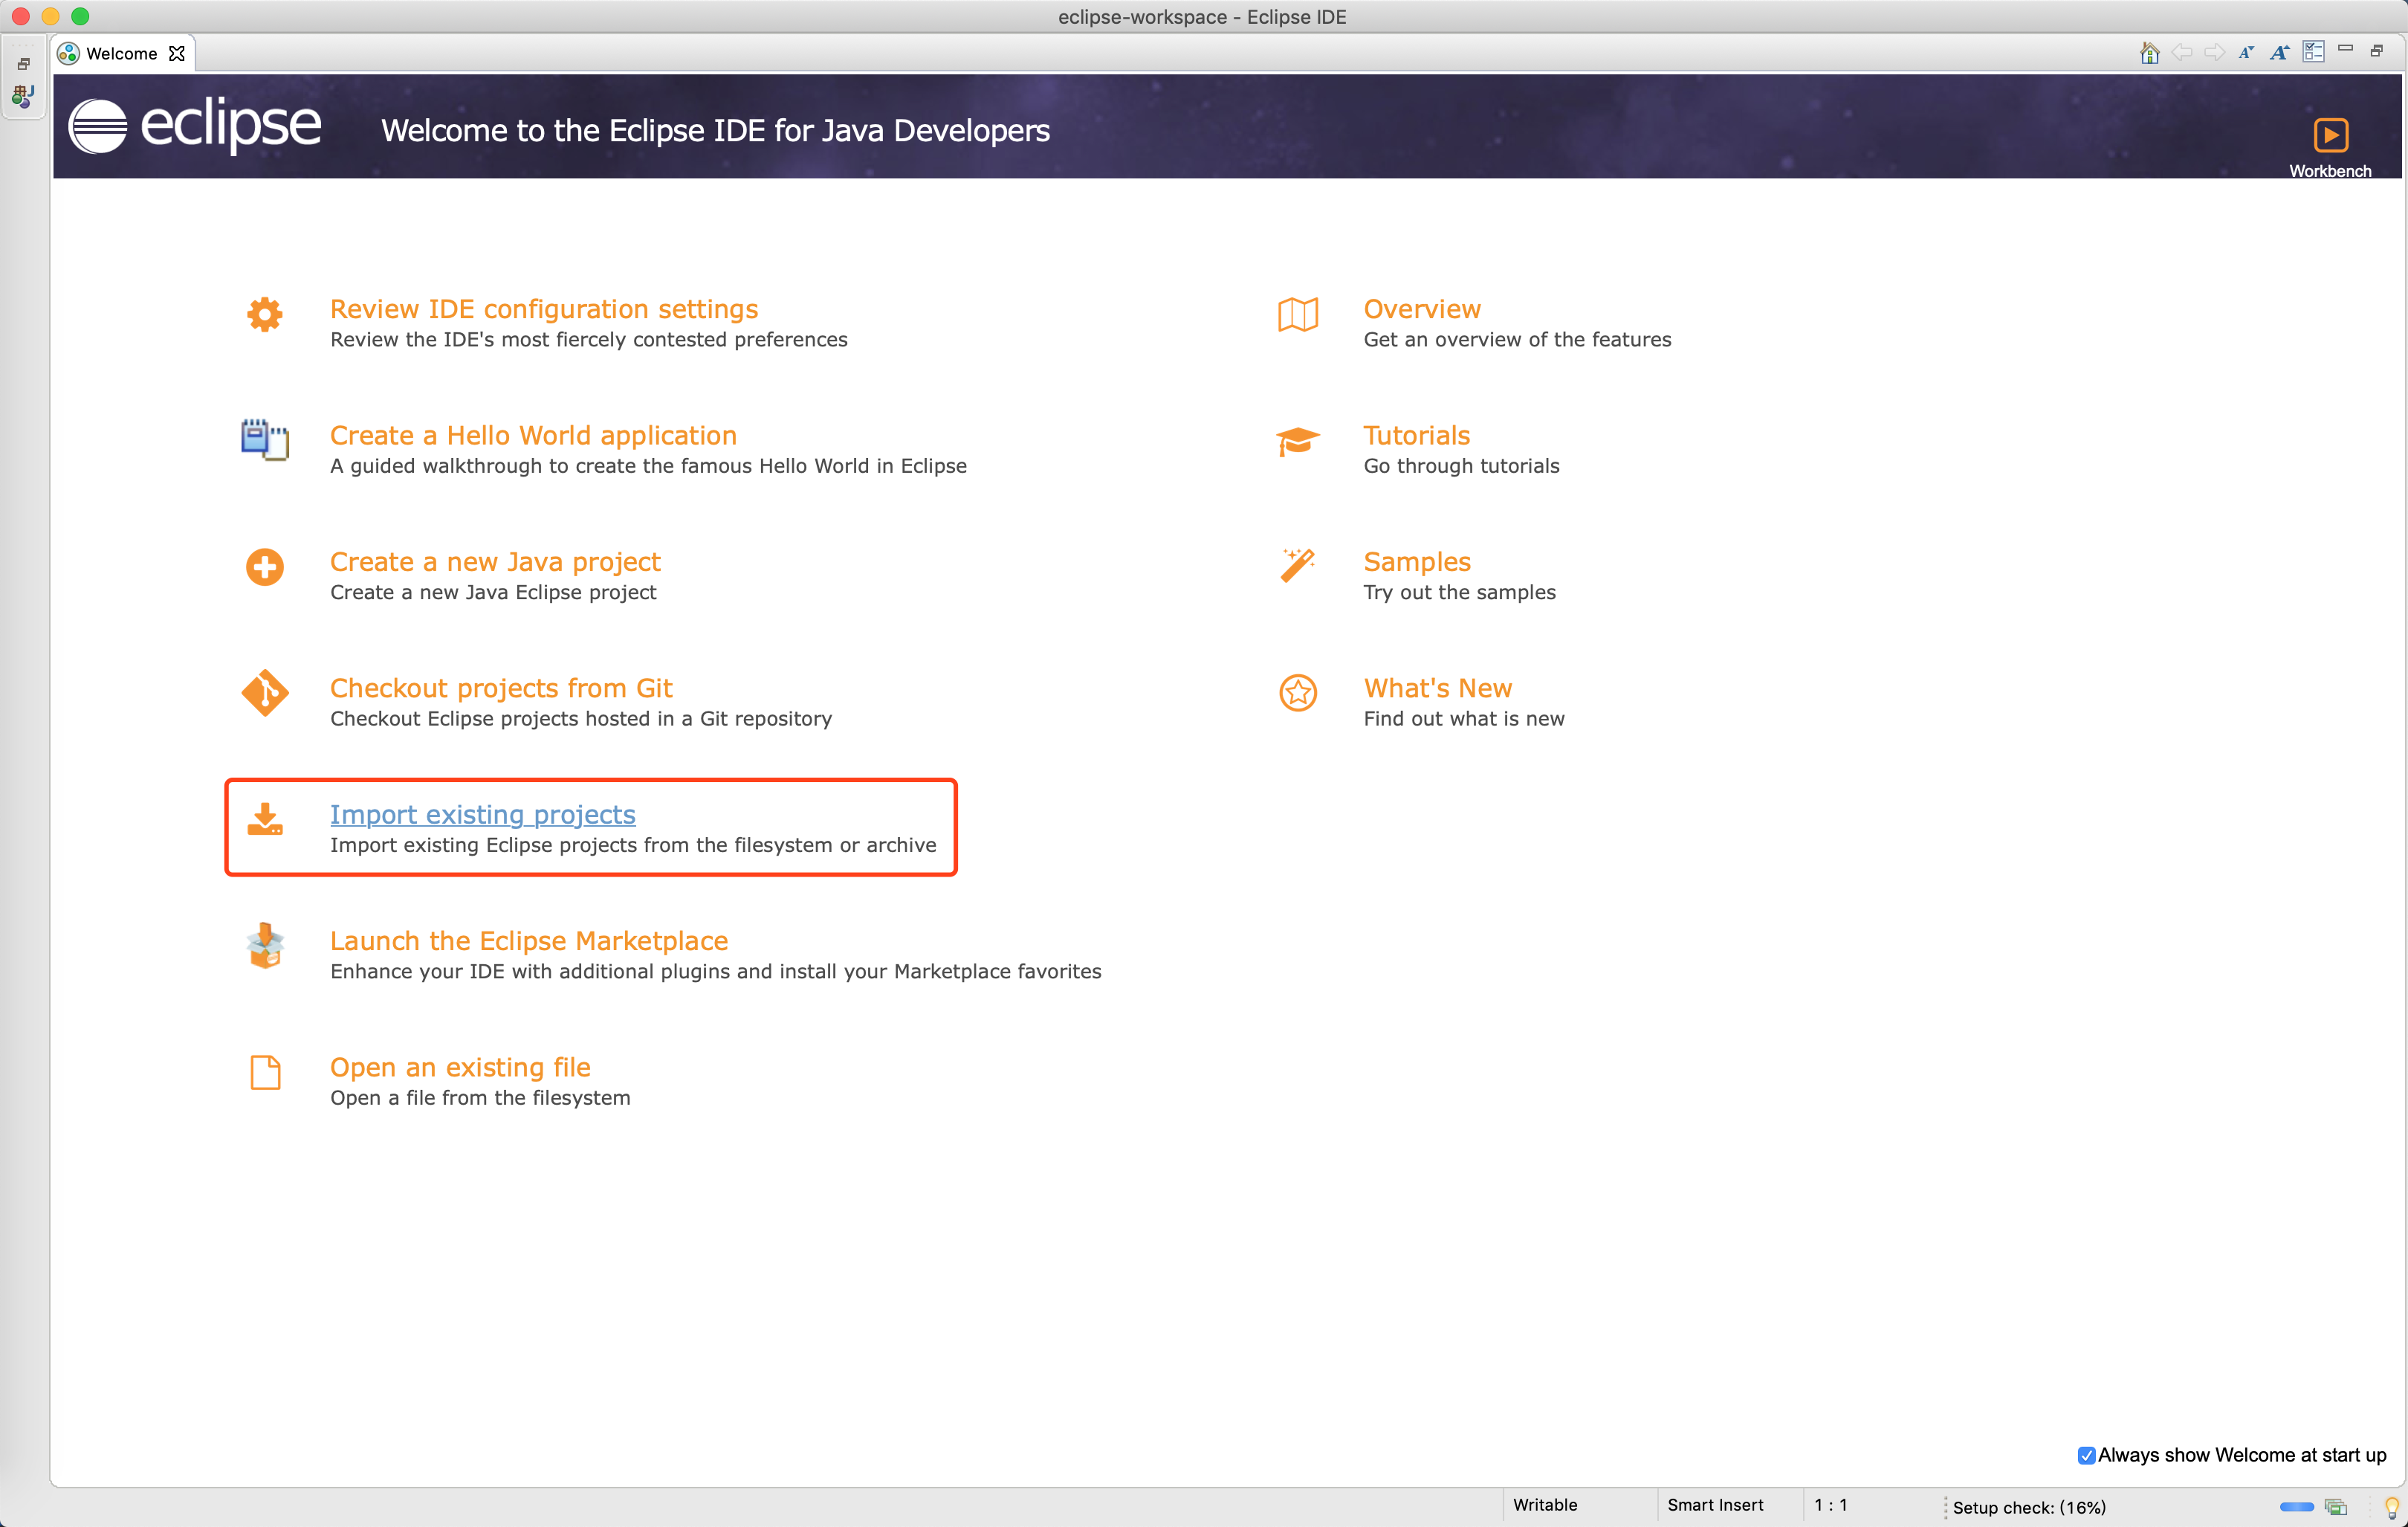 eclipse-workspace - Eclipse IDE
Welcome
eclipse
Welcome to the Eclipse IDE for Java Developers
Workbench
Review IDE configuration settings
Review the IDE's most fiercely contested preferences
Create a Hello World application
A guided walkthrough to create the famous Hello World in Eclipse
Create a new Java project
Create a new Java Eclipse project
Checkout projects from Git
Checkout Eclipse projects hosted in a Git repository
Import existing projects
Import existing Eclipse projects from the filesystem or archive
Launch the Eclipse Marketplace
Enhance your IDE with additional plugins and install your Marketplace favorites
Open an existing file
Open a file from the filesystem
Overview
Get an overview of the features
Tutorials
Go through tutorials
Samples
Try out the samples
What's New
Find out what is new
Always show Welcome at start up
Writable
Smart Insert
1 : 1
Setup check: (16%)